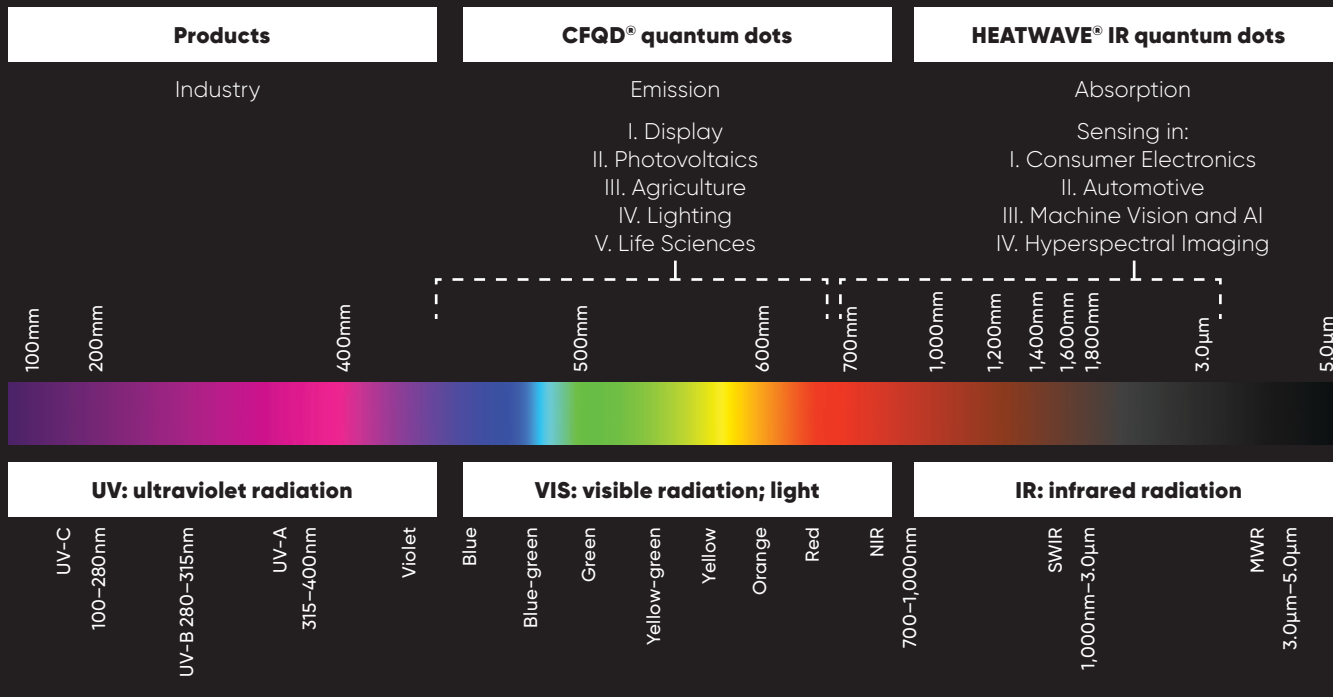 Products
Industry
CFQD® quantum dots
Emission
I. Display
II. Photovoltaics
III. Agriculture
IV. Lighting
V. Life Sciences
HEATWAVE® IR quantum dots
Absorption
Sensing in:
I. Consumer Electronics
II. Automotive
III. Machine Vision and AI
IV. Hyperspectral Imaging
100mm
200mm
400mm
500mm
600mm
700mm
1,000mm
1,200mm
1,400mm
1,600mm
1,800mm
3.0µm
5.0µm
UV: ultraviolet radiation
VIS: visible radiation; light
IR: infrared radiation
UV-C
100–280nm
UV-B 280–315nm
UV-A
315–400nm
Violet
Blue
Blue-green
Green
Yellow-green
Yellow
Orange
Red
NIR
700–1,000nm
SWIR
1,000nm–3.0µm
MWR
3.0µm–5.0µm